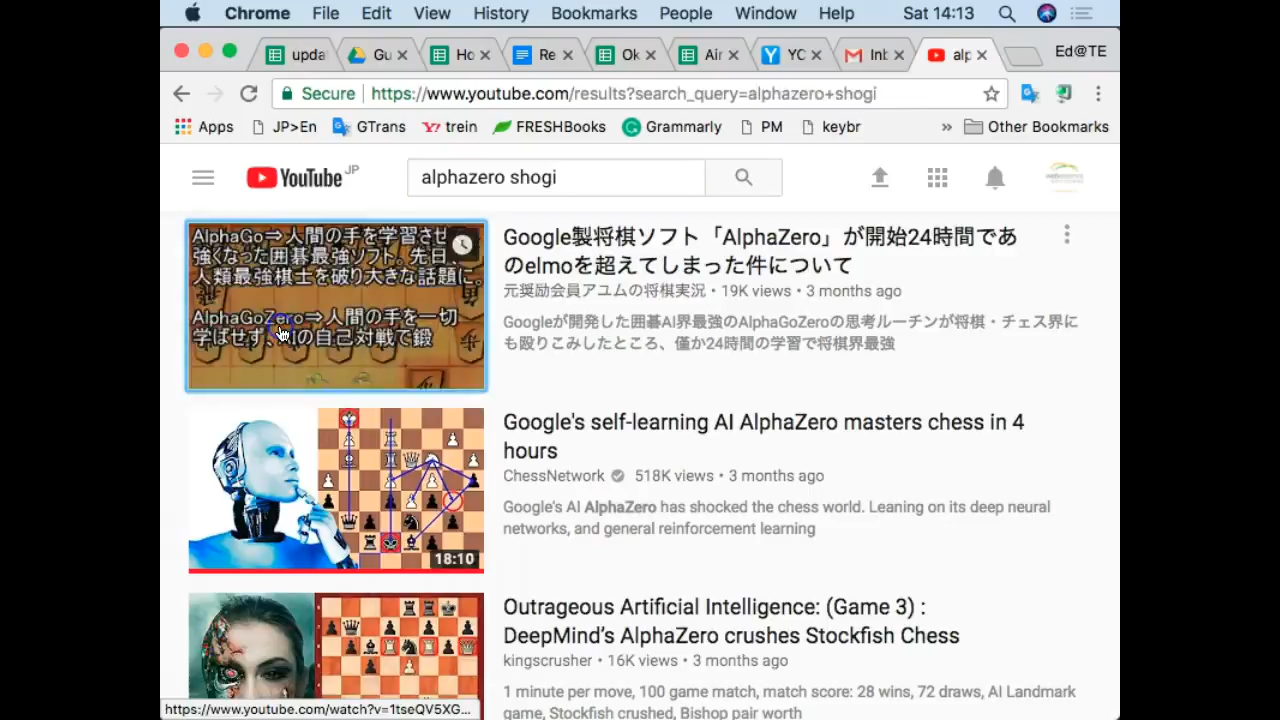 Chrome File Edit View History Bookmarks People Window Help Sat 14:13
upda Gu Ho Re Ok Air YC Inb alp Ed@TE
Secure https://www.youtube.com/results?search_query=alphazero+shogi
Apps JP>En GTrans trein FRESHBooks Grammarly PM keybr » Other Bookmarks
YouTube JP alphazero shogi
AlphaGo⇒人間の手を学習させ
強くなった囲碁最強ソフト。先日、
人類最強棋士を破り大きな話題に。
AlphaGoZero⇒人間の手を一切
学ばせず、AIの自己対戦で鍛
Google製将棋ソフト「AlphaZero」が開始24時間であ
のelmoを超えてしまった件について
元奨励会員アユムの将棋実況 • 19K views • 3 months ago
Googleが開発した囲碁AI界最強のAlphaGoZeroの思考ルーチンが将棋・チェス界に
も殴りこみしたところ、僅か24時間の学習で将棋界最強
18:10
Google's self-learning AI AlphaZero masters chess in 4
hours
ChessNetwork 518K views • 3 months ago
Google's AI AlphaZero has shocked the chess world. Leaning on its deep neural
networks, and general reinforcement learning
Outrageous Artificial Intelligence: (Game 3) :
DeepMind’s AlphaZero crushes Stockfish Chess
kingscrusher • 16K views • 3 months ago
1 minute per move, 100 game match, match score: 28 wins, 72 draws, AI Landmark
game, Stockfish crushed, Bishop pair worth
https://www.youtube.com/watch?v=1tseQV5XG...